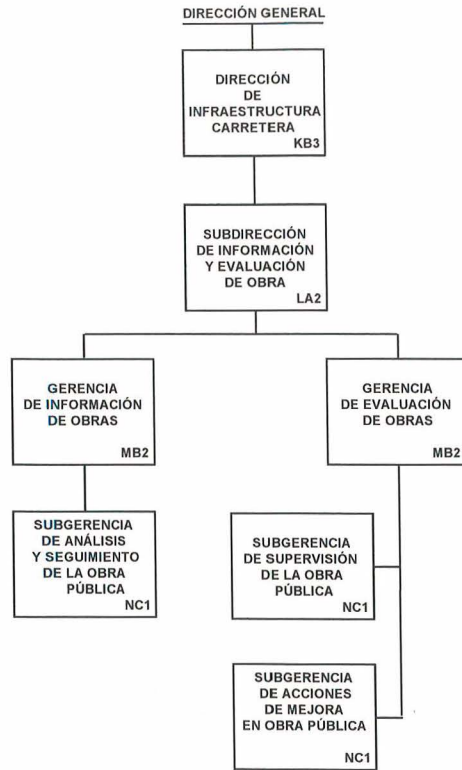 DIRECCIÓN GENERAL
DIRECCIÓN
DE
INFRAESTRUCTURA
CARRETERA
KB3
SUBDIRECCIÓN
DE INFORMACIÓN
Y EVALUACIÓN
DE OBRA
LA2
GERENCIA
DE INFORMACIÓN
DE OBRAS
MB2
GERENCIA
DE EVALUACIÓN
DE OBRAS
MB2
SUBGERENCIA
DE ANÁLISIS
Y SEGUIMIENTO
DE LA OBRA
PÚBLICA
NC1
SUBGERENCIA
DE SUPERVISIÓN
DE LA OBRA
PÚBLICA
NC1
SUBGERENCIA
DE ACCIONES
DE MEJORA
EN OBRA PÚBLICA
NC1